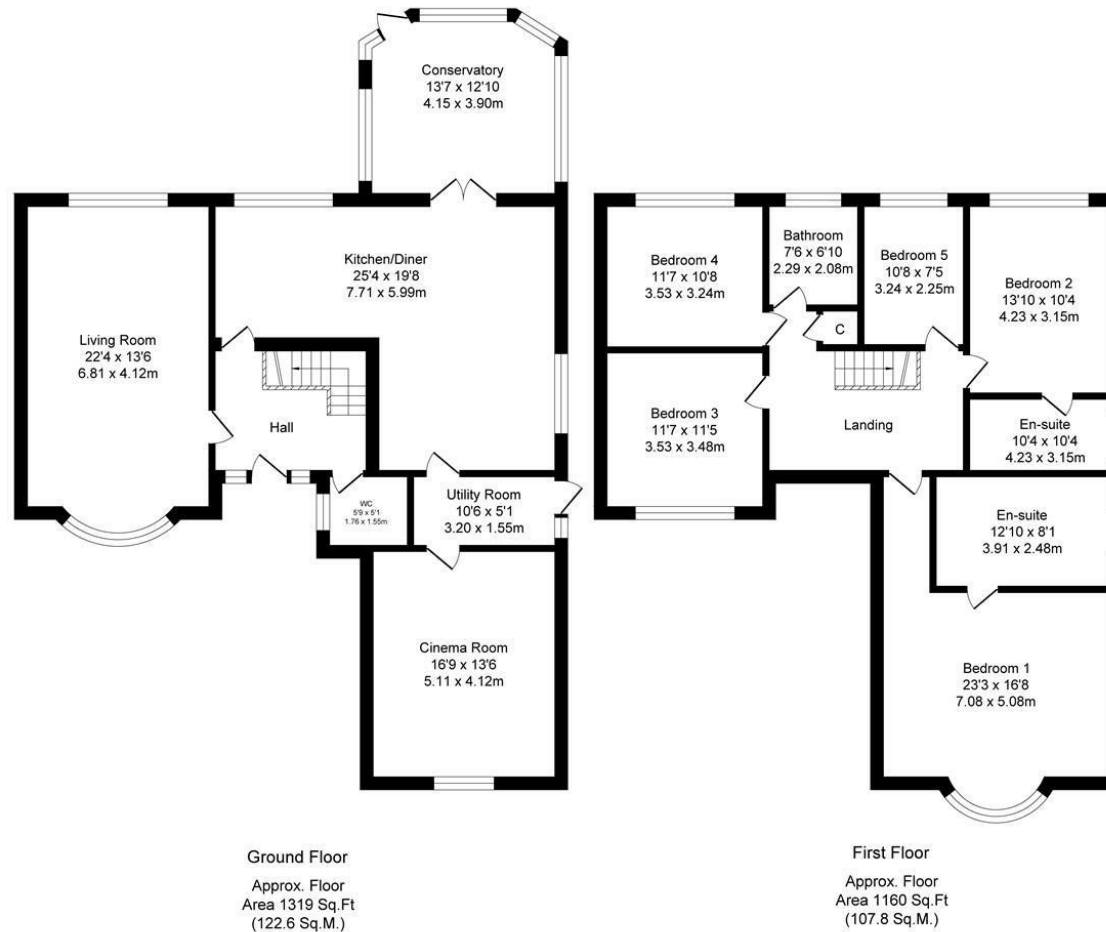 Conservatory
13'7 x 12'10
4.15 x 3.90m
Kitchen/Diner
25'4 x 19'8
7.71 x 5.99m
Living Room
22'4 x 13'6
6.81 x 4.12m
Hall
WC
5'9 x 5'1
1.76 x 1.55m
Utility Room
10'6 x 5'1
3.20 x 1.55m
Cinema Room
16'9 x 13'6
5.11 x 4.12m
Ground Floor
Approx. Floor
Area 1319 Sq.Ft
(122.6 Sq.M.)
Bedroom 4
11'7 x 10'8
3.53 x 3.24m
Bathroom
7'6 x 6'10
2.29 x 2.08m
Bedroom 5
10'8 x 7'5
3.24 x 2.25m
Bedroom 2
13'10 x 10'4
4.23 x 3.15m
C
Bedroom 3
11'7 x 11'5
3.53 x 3.48m
Landing
En-suite
10'4 x 10'4
4.23 x 3.15m
En-suite
12'10 x 8'1
3.91 x 2.48m
Bedroom 1
23'3 x 16'8
7.08 x 5.08m
First Floor
Approx. Floor
Area 1160 Sq.Ft
(107.8 Sq.M.)